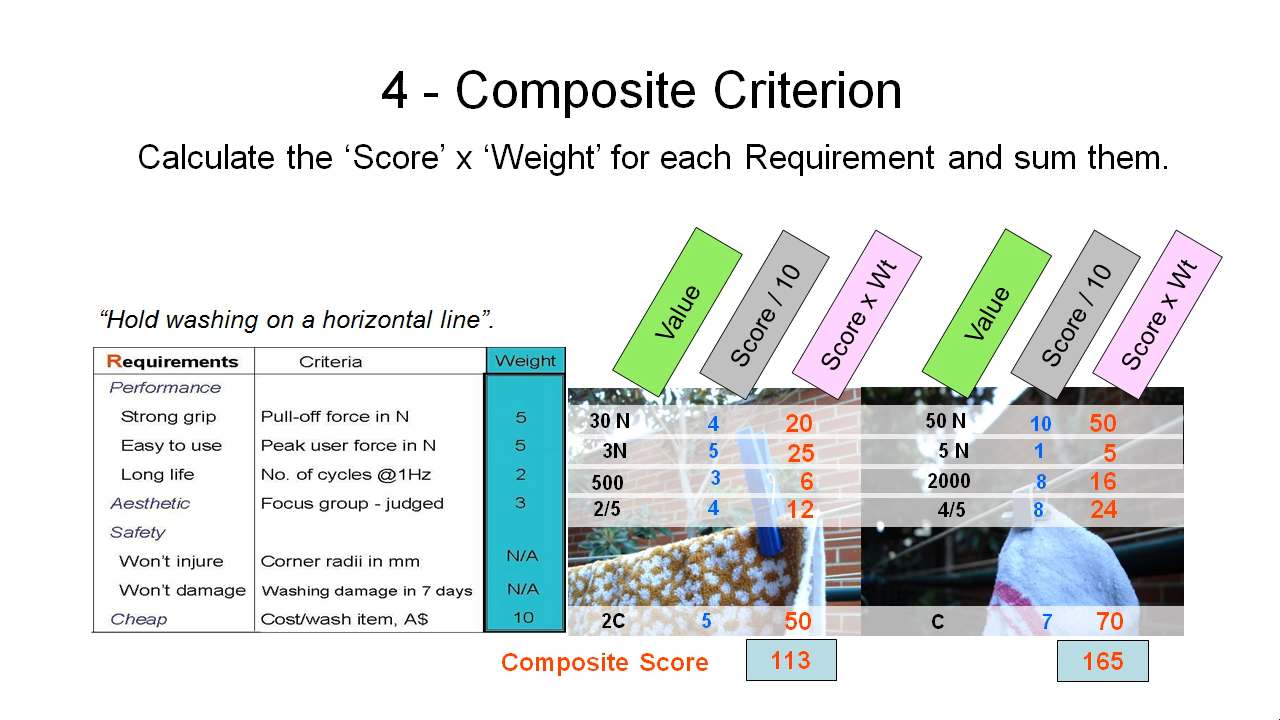 4 - Composite Criterion
Calculate the ‘Score’ x ‘Weight’ for each Requirement and sum them.
Value Score / 10 Score x Wt Value Score / 10 Score x Wt
“Hold washing on a horizontal line”.
Requirements Criteria Weight
Performance
Strong grip Pull-off force in N 5 30 N 4 20 50 N 10 50
Easy to use Peak user force in N 5 3N 5 25 5 N 1 5
Long life No. of cycles @1Hz 2 500 3 6 2000 8 16
Aesthetic Focus group - judged 3 2/5 4 12 4/5 8 24
Safety
Won’t injure Corner radii in mm N/A
Won’t damage Washing damage in 7 days N/A
Cheap Cost/wash item, A$ 10 2C 5 50 C 7 70
Composite Score 113 165